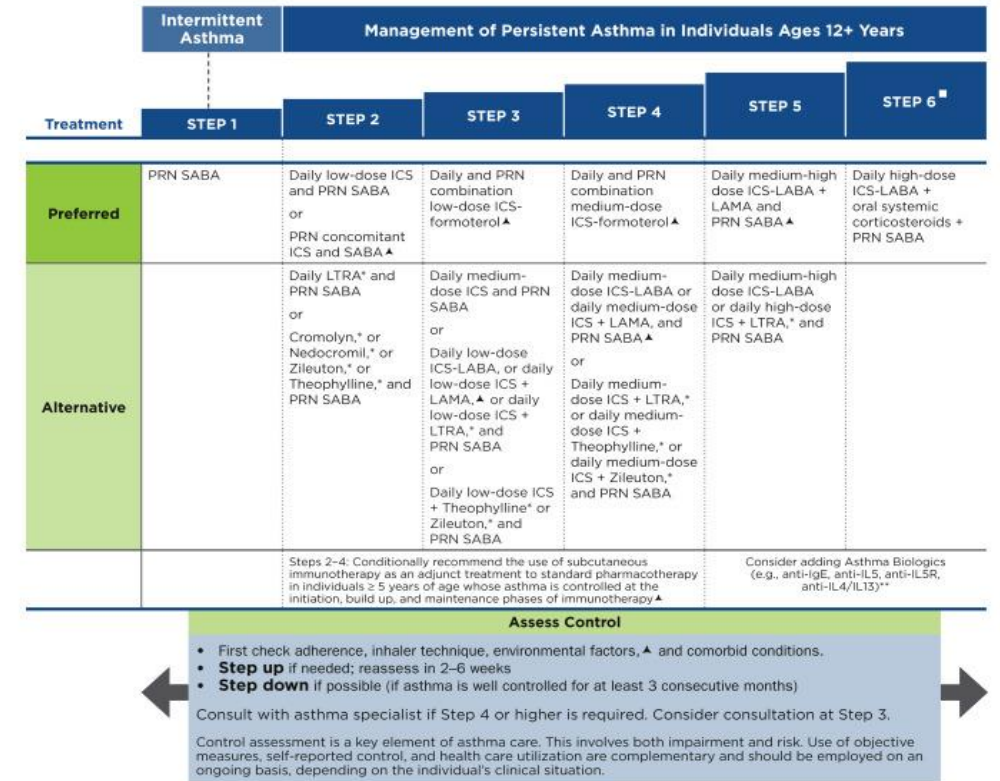 Intermittent
Asthma
Management of Persistent Asthma in Individuals Ages 12+ Years
Treatment
STEP 1
STEP 2
STEP 3
STEP 4
STEP 5
STEP 6■
Preferred
PRN SABA
Daily low-dose ICS
and PRN SABA
or
PRN concomitant
ICS and SABA▲
Daily and PRN
combination
low-dose ICS-
formoterol▲
Daily and PRN
combination
medium-dose
ICS-formoterol▲
Daily medium-high
dose ICS-LABA +
LAMA and
PRN SABA▲
Daily high-dose
ICS-LABA +
oral systemic
corticosteroids +
PRN SABA
Alternative
Daily LTRA* and
PRN SABA
or
Cromolyn,* or
Nedocromil,* or
Zileuton,* or
Theophylline,* and
PRN SABA
Daily medium-
dose ICS and PRN
SABA
or
Daily low-dose
ICS-LABA, or daily
low-dose ICS +
LAMA,▲ or daily
low-dose ICS +
LTRA,* and
PRN SABA
or
Daily low-dose ICS
+ Theophylline* or
Zileuton,* and
PRN SABA
Daily medium-
dose ICS-LABA or
daily medium-dose
ICS + LAMA, and
PRN SABA▲
or
Daily medium-
dose ICS + LTRA,*
or daily medium-
dose ICS +
Theophylline,* or
daily medium-dose
ICS + Zileuton,*
and PRN SABA
Daily medium-high
dose ICS-LABA
or daily high-dose
ICS + LTRA,* and
PRN SABA
Steps 2–4: Conditionally recommend the use of subcutaneous
immunotherapy as an adjunct treatment to standard pharmacotherapy
in individuals ≥ 5 years of age whose asthma is controlled at the
initiation, build up, and maintenance phases of immunotherapy▲
Consider adding Asthma Biologics
(e.g., anti-IgE, anti-IL5, anti-IL5R,
anti-IL4/IL13)**
Assess Control
• First check adherence, inhaler technique, environmental factors,▲ and comorbid conditions.
• Step up if needed; reassess in 2–6 weeks
• Step down if possible (if asthma is well controlled for at least 3 consecutive months)
Consult with asthma specialist if Step 4 or higher is required. Consider consultation at Step 3.
Control assessment is a key element of asthma care. This involves both impairment and risk. Use of objective
measures, self-reported control, and health care utilization are complementary and should be employed on an
ongoing basis, depending on the individual's clinical situation.